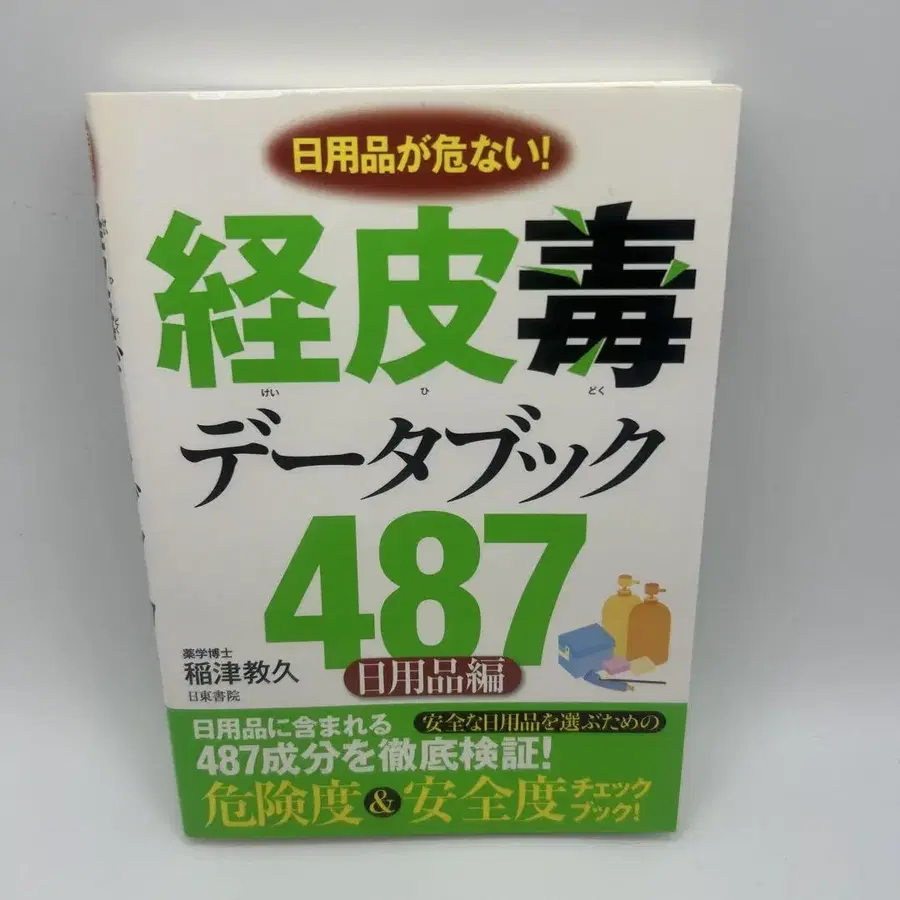 日用品が危ない!
経皮毒
けい ひ どく
データブック
487
日用品編
薬学博士
稲津教久
日東書院
安全な日用品を選ぶための
日用品に含まれる
487成分を徹底検証!
危険度&安全度チェックブック!